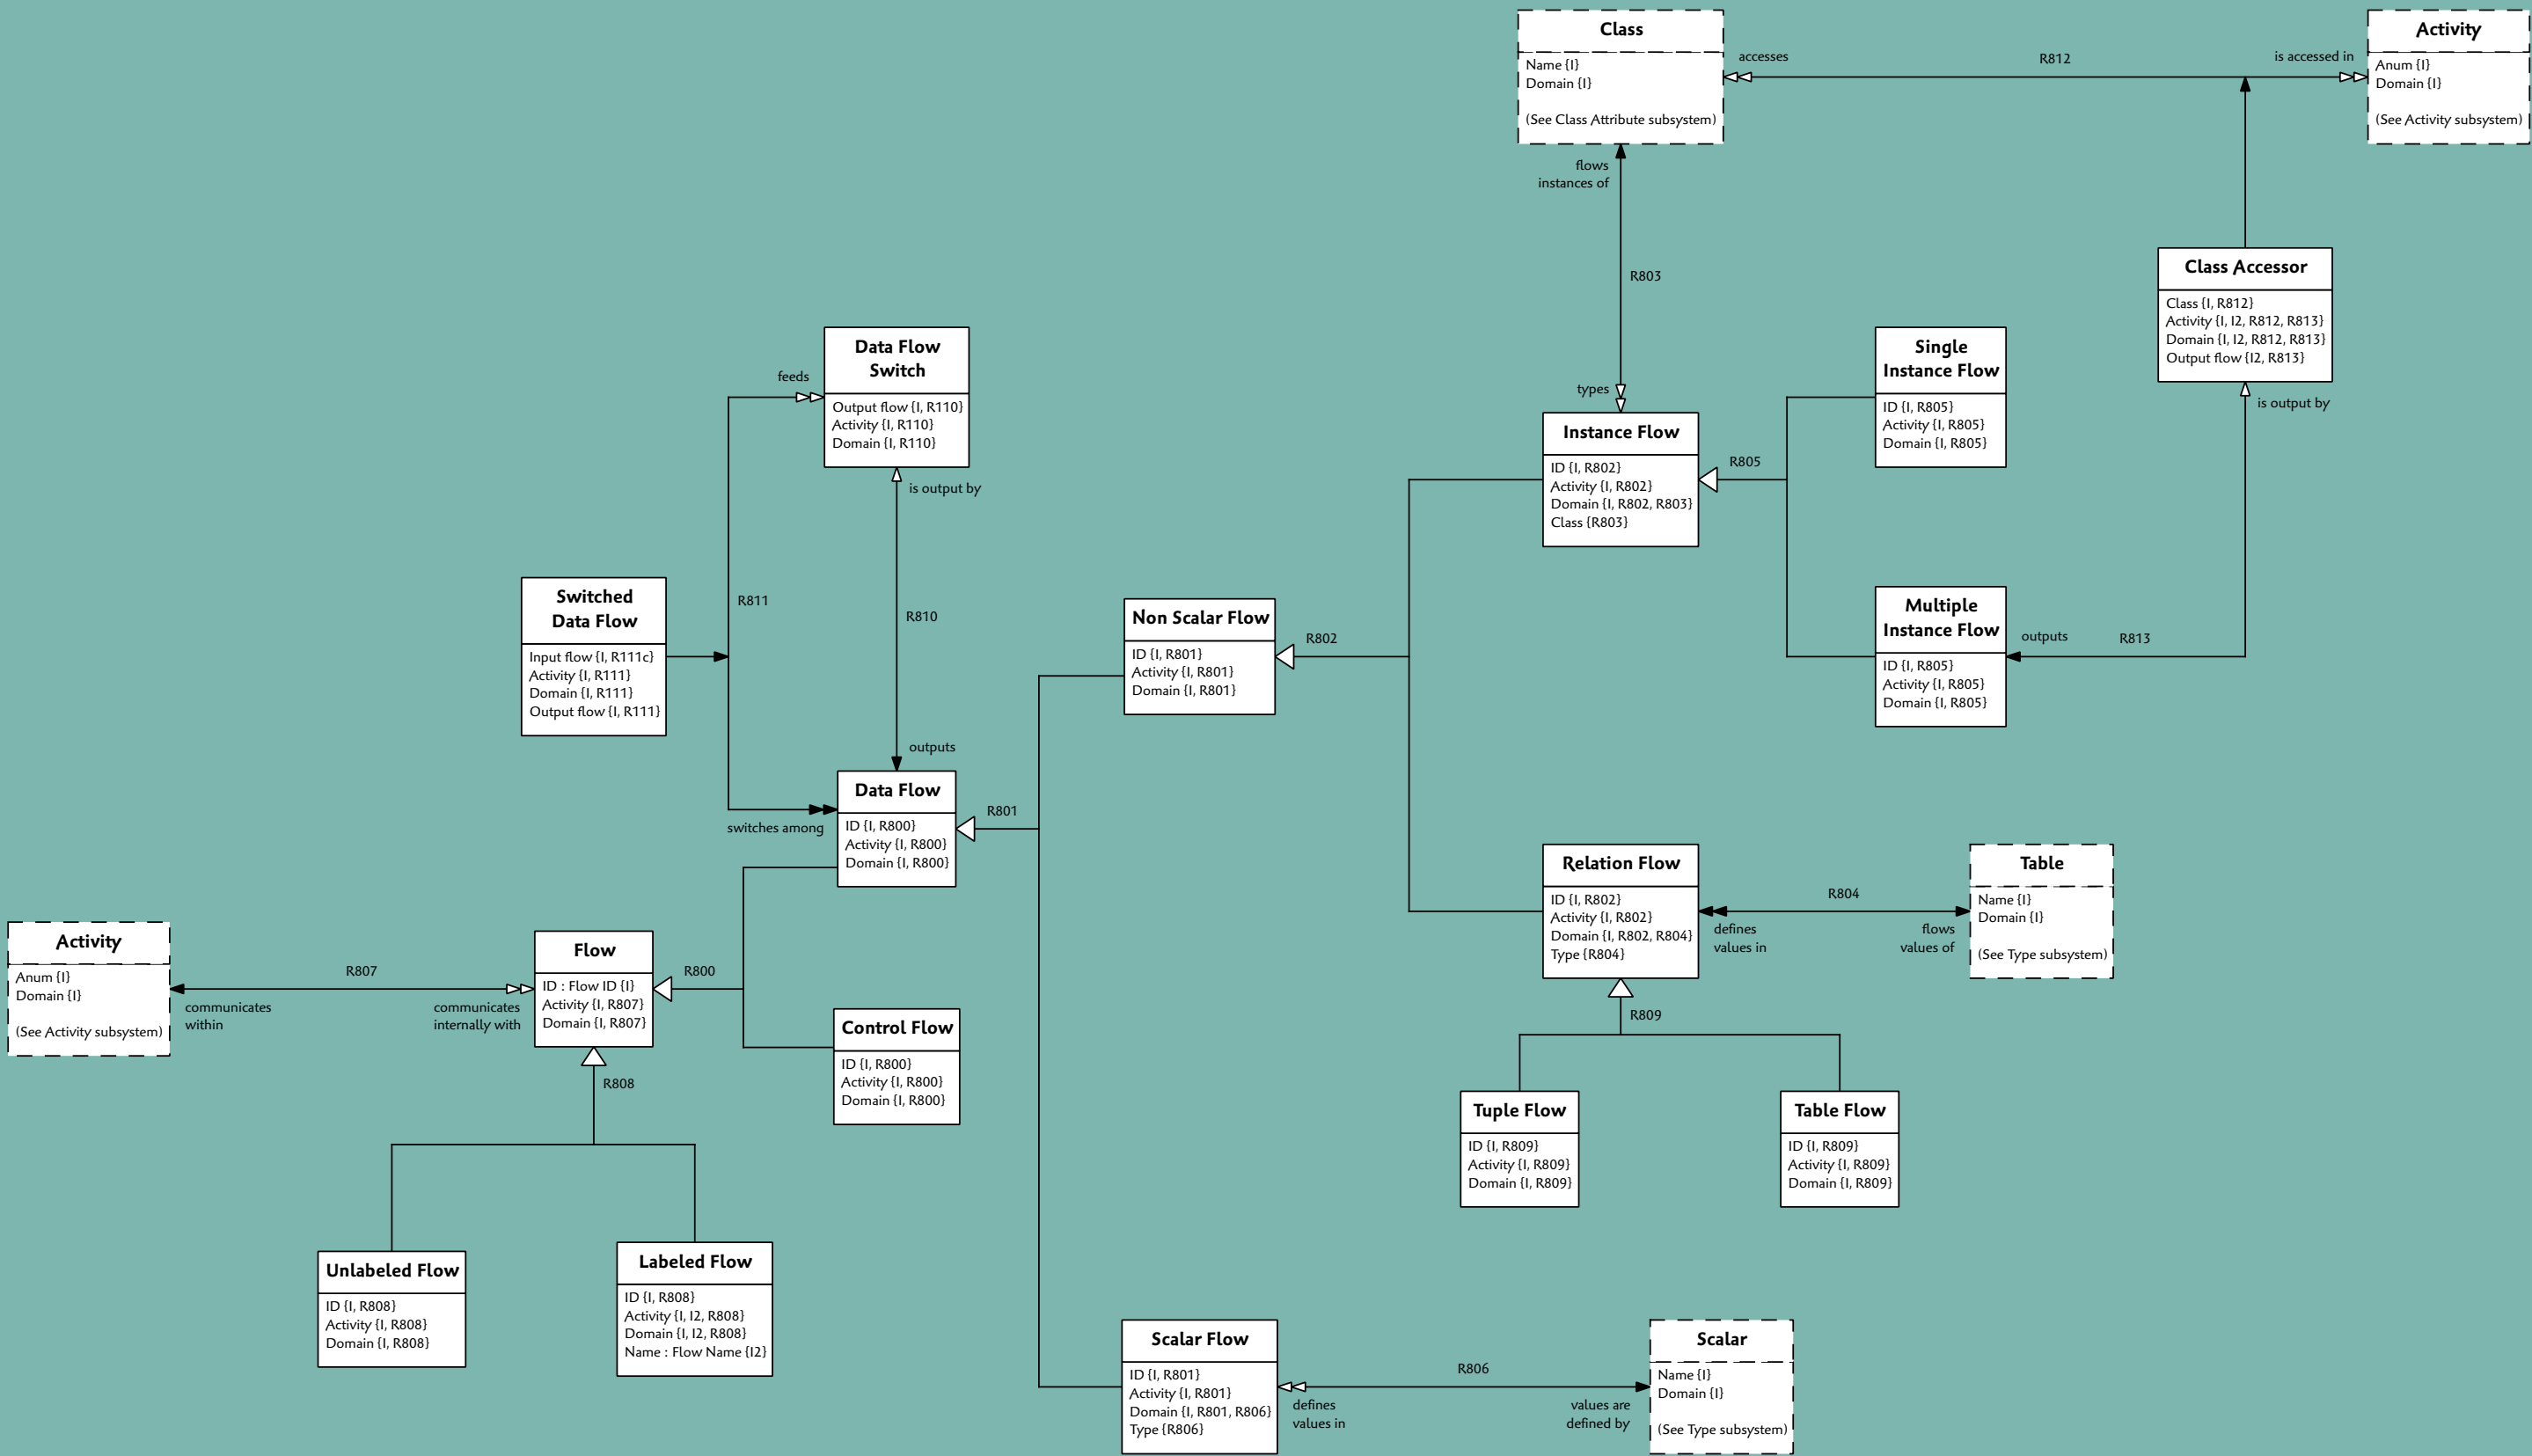 Class
Name {I}
Domain {I}
(See Class Attribute subsystem)
accesses
R812
is accessed in
Activity
Anum {I}
Domain {I}
(See Activity subsystem)
flows
instances of
R803
types
Class Accessor
Class {I, R812}
Activity {I, I2, R812, R813}
Domain {I, I2, R812, R813}
Output flow {I2, R813}
is output by
Data Flow
Switch
Output flow {I, R110}
Activity {I, R110}
Domain {I, R110}
feeds
is output by
R811
R810
outputs
switches among
Switched
Data Flow
Input flow {I, R111c}
Activity {I, R111}
Domain {I, R111}
Output flow {I, R111}
Instance Flow
ID {I, R802}
Activity {I, R802}
Domain {I, R802, R803}
Class {R803}
R805
Single
Instance Flow
ID {I, R805}
Activity {I, R805}
Domain {I, R805}
Multiple
Instance Flow
ID {I, R805}
Activity {I, R805}
Domain {I, R805}
outputs
R813
Non Scalar Flow
ID {I, R801}
Activity {I, R801}
Domain {I, R801}
R802
Data Flow
ID {I, R800}
Activity {I, R800}
Domain {I, R800}
R801
Relation Flow
ID {I, R802}
Activity {I, R802}
Domain {I, R802, R804}
Type {R804}
R804
defines
values in
flows
values of
Table
Name {I}
Domain {I}
(See Type subsystem)
R809
Activity
Anum {I}
Domain {I}
(See Activity subsystem)
R807
communicates
within
communicates
internally with
Flow
ID : Flow ID {I}
Activity {I, R807}
Domain {I, R807}
R800
Control Flow
ID {I, R800}
Activity {I, R800}
Domain {I, R800}
R808
Tuple Flow
ID {I, R809}
Activity {I, R809}
Domain {I, R809}
Table Flow
ID {I, R809}
Activity {I, R809}
Domain {I, R809}
Unlabeled Flow
ID {I, R808}
Activity {I, R808}
Domain {I, R808}
Labeled Flow
ID {I, R808}
Activity {I, I2, R808}
Domain {I, I2, R808}
Name : Flow Name {I2}
Scalar Flow
ID {I, R801}
Activity {I, R801}
Domain {I, R801, R806}
Type {R806}
R806
defines
values in
values are
defined by
Scalar
Name {I}
Domain {I}
(See Type subsystem)